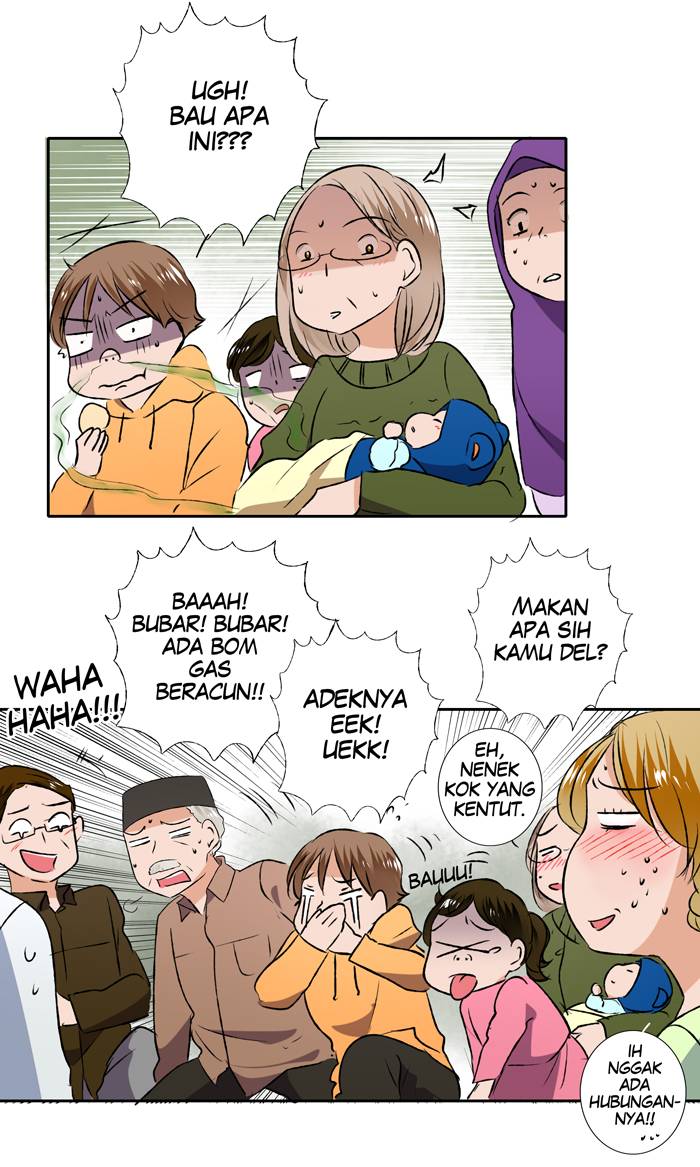 UGH!
BAU APA
INI???
WAHA
HAHA!!!
BAAAH!
BUBAR! BUBAR!
ADA BOM
GAS
BERACUN!!
ADEKNYA
EEK!
UEKK!
MAKAN
APA SIH
KAMU DEL?
EH,
NENEK
KOK YANG
KENTUT.
BAUUU!
IH
NGGAK
ADA
HUBUNGAN-
NYA!!